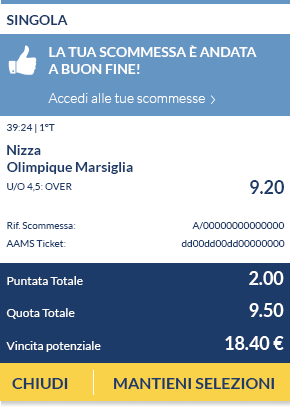 SINGOLA
LA TUA SCOMMESSA È ANDATA
A BUON FINE!
Accedi alle tue scommesse >
39:24 | 1°T
Nizza
Olimpique Marsiglia
U/O 4,5: OVER 9.20
Rif. Scommessa: A/00000000000000
AAMS Ticket: dd00dd00dd00000000
Puntata Totale 2.00
Quota Totale 9.50
Vincita potenziale 18.40 €
CHIUDI MANTIENI SELEZIONI